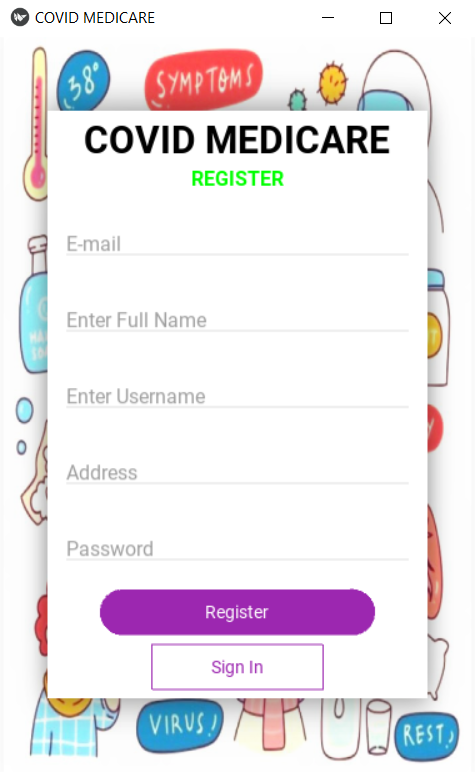 COVID MEDICARE
38°
SYMPTOMS
COVID MEDICARE
REGISTER
E-mail
Enter Full Name
Enter Username
Address
Password
Register
Sign In
VIRUS!
REST!